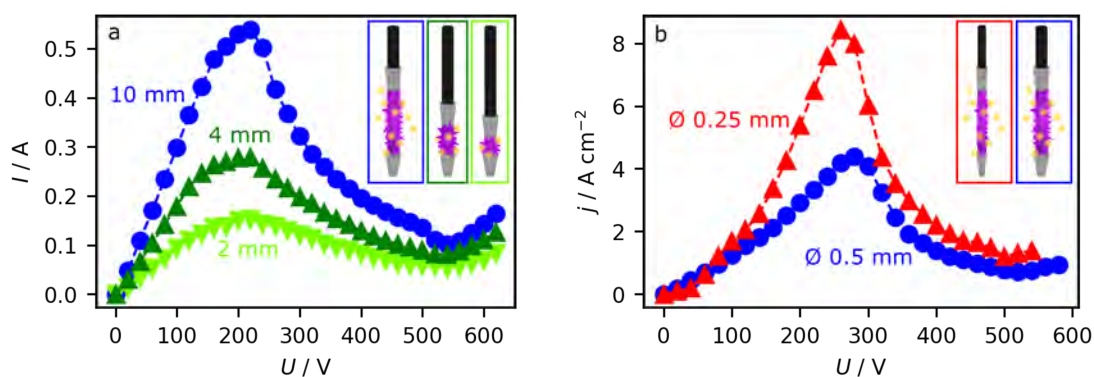 a
10 mm
4 mm
2 mm
0.5
0.4
0.3
0.2
0.1
0.0
I / A
0 100 200 300 400 500 600
U / V
b
Ø 0.25 mm
Ø 0.5 mm
8
6
4
2
0
j / A cm⁻²
0 100 200 300 400 500 600
U / V